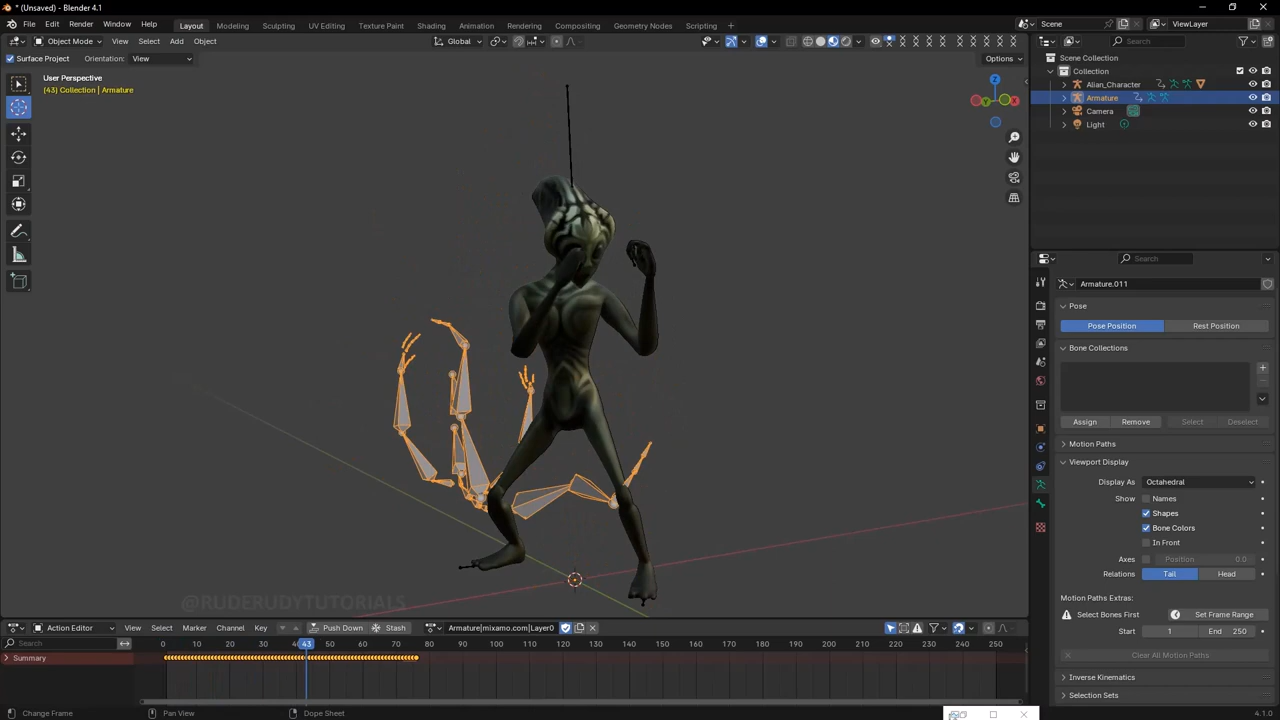 * (Unsaved) - Blender 4.1
File Edit Render Window Help Layout Modeling Sculpting UV Editing Texture Paint Shading Animation Rendering Compositing Geometry Nodes Scripting + Scene ViewLayer
Object Mode View Select Add Object Global Search
Surface Project Orientation: View Options
Scene Collection
Collection
User Perspective
(43) Collection | Armature
Alian_Character
Armature
Camera
Light
Z
Y
X
Search
Armature.011
Pose
Pose Position Rest Position
Bone Collections
Assign Remove Select Deselect
Motion Paths
Viewport Display
Display As Octahedral
Show Names
Shapes
Bone Colors
In Front
Axes Position 0.0
Relations Tail Head
Motion Paths Extras:
Select Bones First Set Frame Range
Start 1 End 250
Clear All Motion Paths
Inverse Kinematics
Selection Sets
@RUDERUDYTUTORIALS
Action Editor View Select Marker Channel Key Push Down Stash Armature|mixamo.com|Layer0
Search 0 10 20 30 43 50 60 70 80 90 100 110 120 130 140 150 160 170 180 190 200 210 220 230 240 250
Summary
Change Frame Pan View Dope Sheet 4.1.0